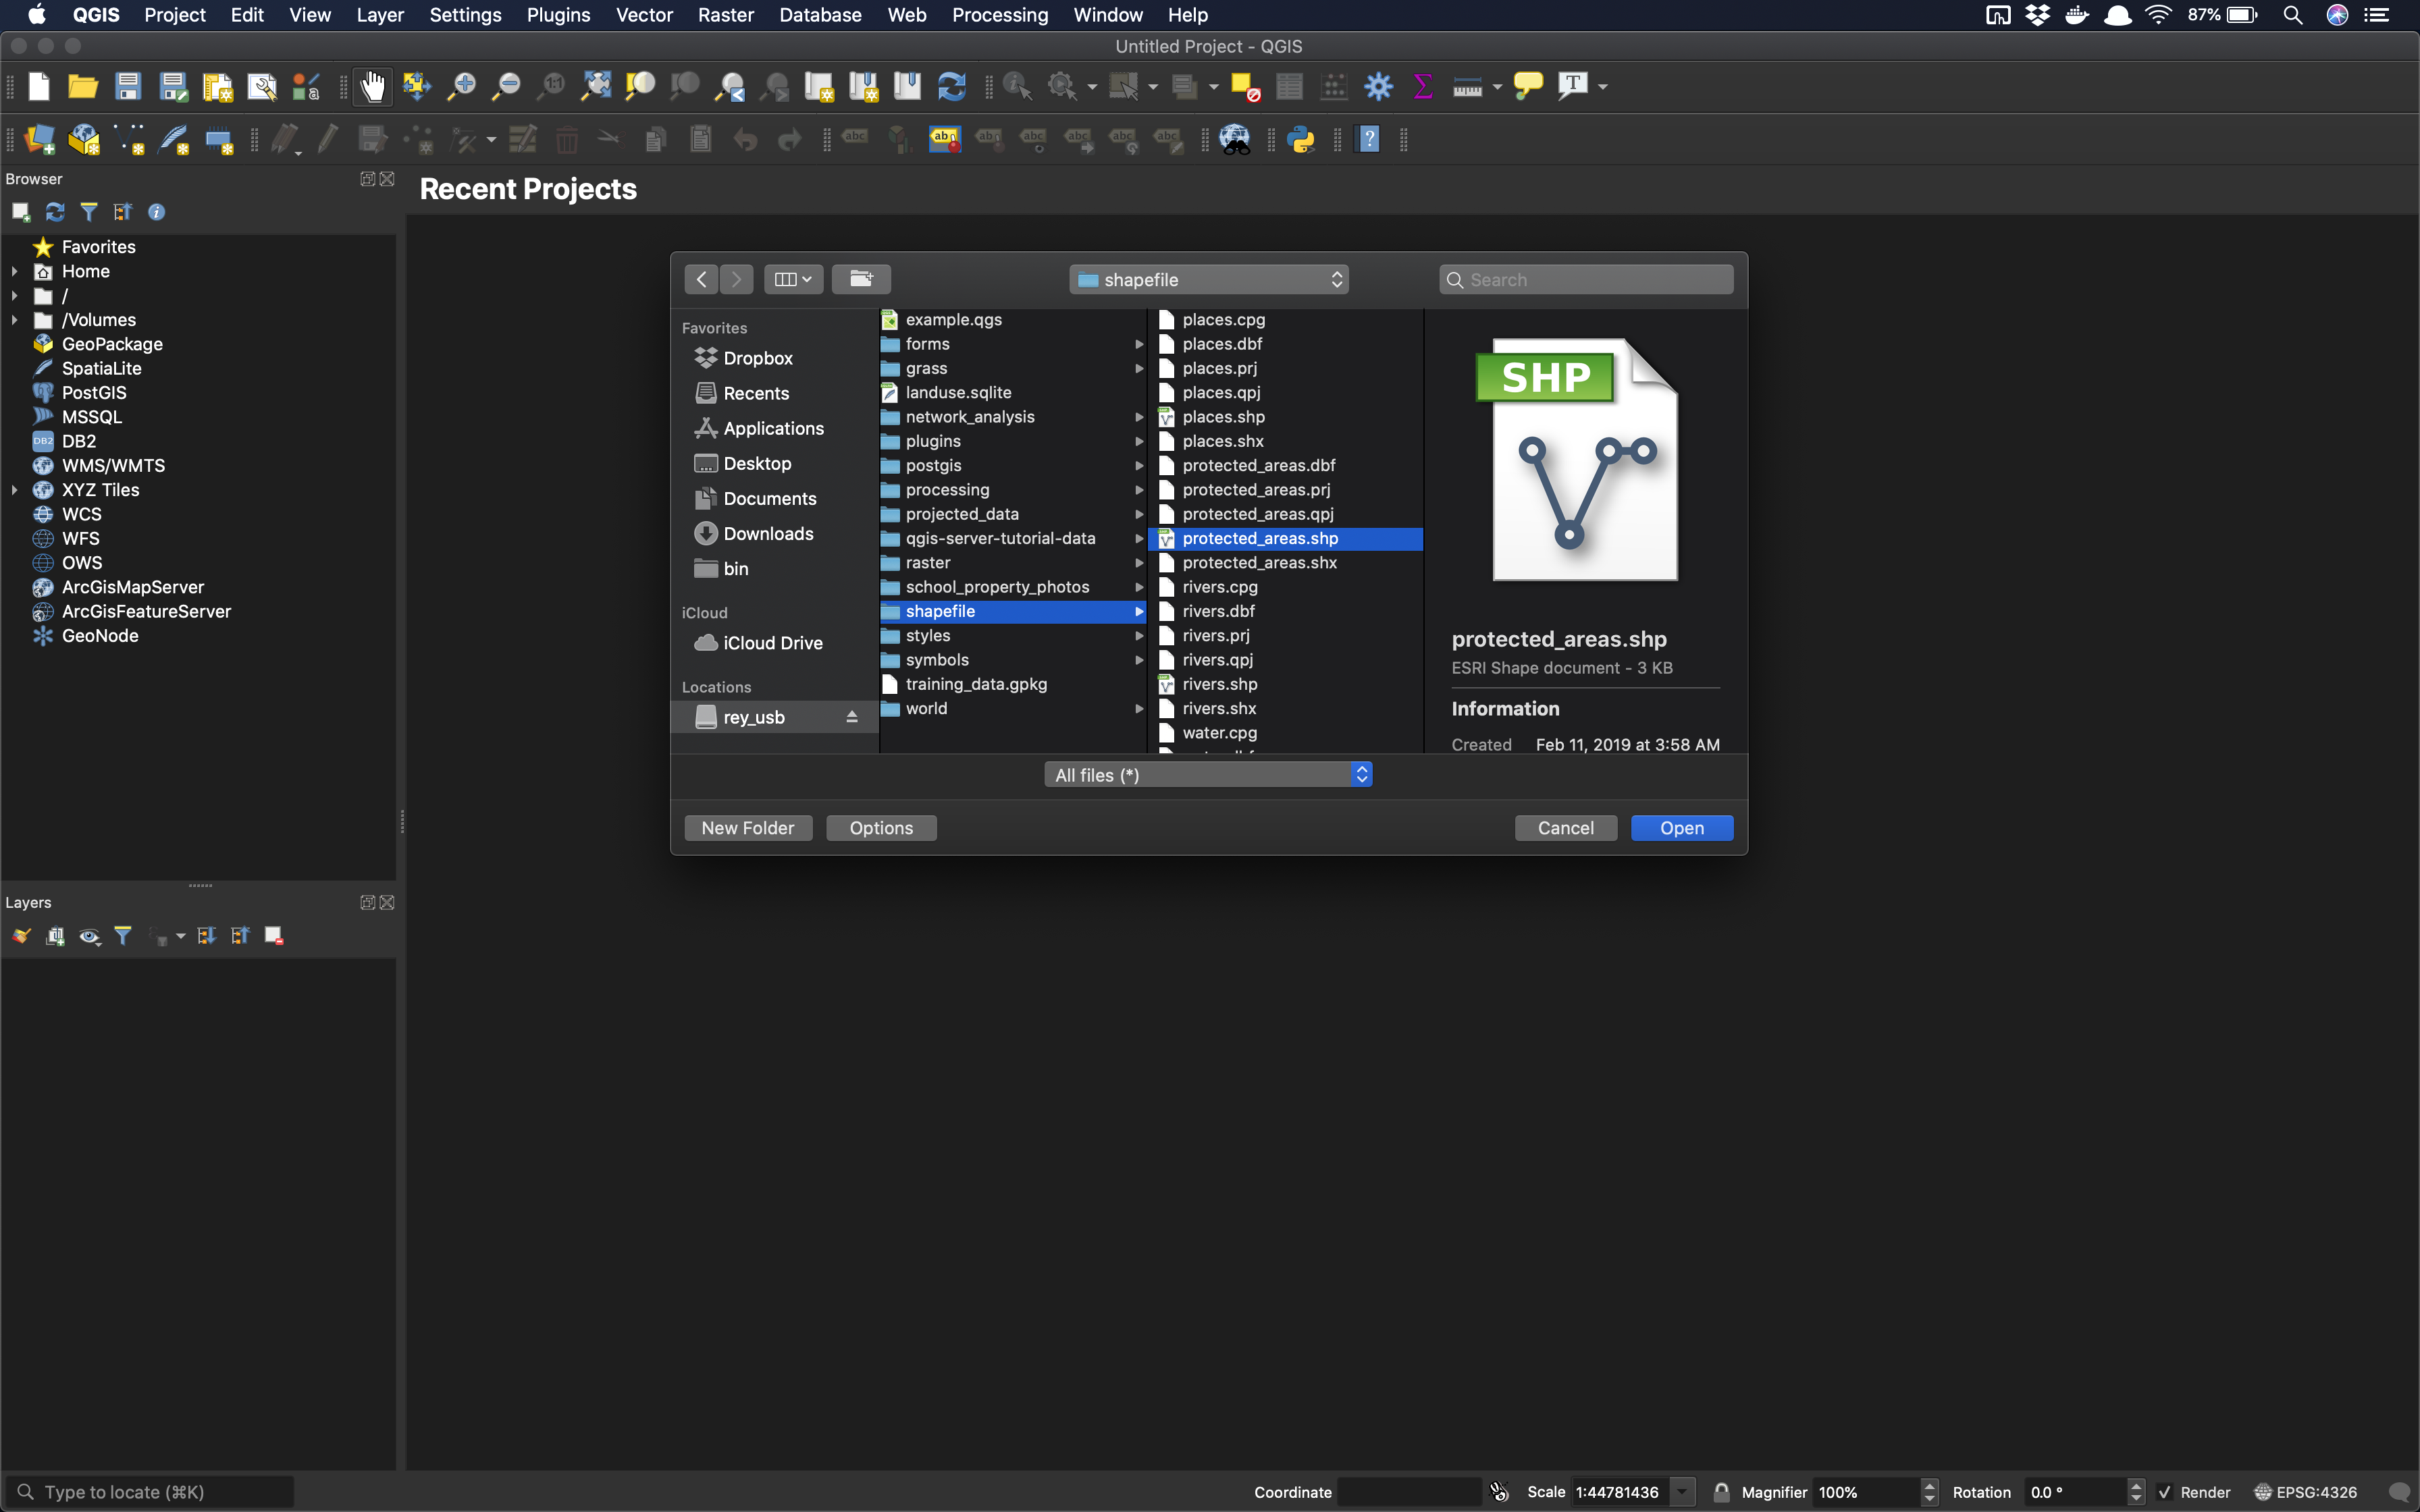 QGIS Project Edit View Layer Settings Plugins Vector Raster Database Web Processing Window Help 87%
Untitled Project - QGIS
Browser
Recent Projects
Favorites
Home
/
/Volumes
GeoPackage
SpatiaLite
PostGIS
MSSQL
DB2
WMS/WMTS
XYZ Tiles
WCS
WFS
OWS
ArcGisMapServer
ArcGisFeatureServer
GeoNode
shapefile
Search
Favorites
Dropbox
Recents
Applications
Desktop
Documents
Downloads
bin
iCloud
iCloud Drive
Locations
rey_usb
example.qgs
forms
grass
landuse.sqlite
network_analysis
plugins
postgis
processing
projected_data
qgis-server-tutorial-data
raster
school_property_photos
shapefile
styles
symbols
training_data.gpkg
world
places.cpg
places.dbf
places.prj
places.qpj
places.shp
places.shx
protected_areas.dbf
protected_areas.prj
protected_areas.qpj
protected_areas.shp
protected_areas.shx
rivers.cpg
rivers.dbf
rivers.prj
rivers.qpj
rivers.shp
rivers.shx
water.cpg
SHP
protected_areas.shp
ESRI Shape document - 3 KB
Information
Created Feb 11, 2019 at 3:58 AM
All files (*)
New Folder Options Cancel Open
Layers
Type to locate (⌘K) Coordinate Scale 1:44781436 Magnifier 100% Rotation 0.0 ° Render EPSG:4326